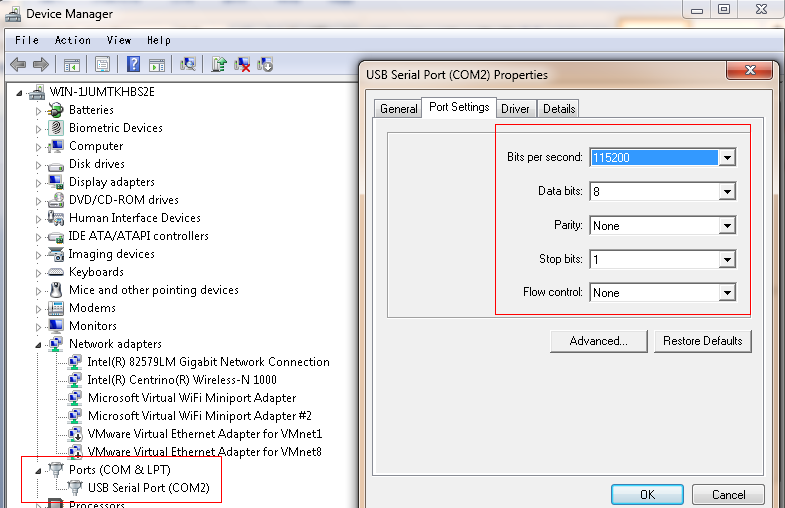 Device Manager
File Action View Help
WIN-1JUMTKHBS2E
Batteries
Biometric Devices
Computer
Disk drives
Display adapters
DVD/CD-ROM drives
Human Interface Devices
IDE ATA/ATAPI controllers
Imaging devices
Keyboards
Mice and other pointing devices
Modems
Monitors
Network adapters
Intel(R) 82579LM Gigabit Network Connection
Intel(R) Centrino(R) Wireless-N 1000
Microsoft Virtual WiFi Miniport Adapter
Microsoft Virtual WiFi Miniport Adapter #2
VMware Virtual Ethernet Adapter for VMnet1
VMware Virtual Ethernet Adapter for VMnet8
Ports (COM & LPT)
USB Serial Port (COM2)
Processors
USB Serial Port (COM2) Properties
General Port Settings Driver Details
Bits per second: 115200
Data bits: 8
Parity: None
Stop bits: 1
Flow control: None
Advanced... Restore Defaults
OK Cancel